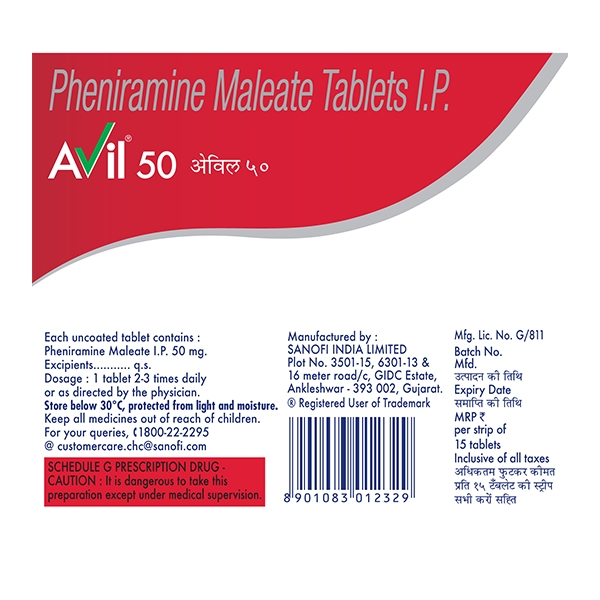 Pheniramine Maleate Tablets I.P.
Avil® 50 ऐविल ५०
Each uncoated tablet contains :
Pheniramine Maleate I.P. 50 mg.
Excipients........... q.s.
Dosage : 1 tablet 2-3 times daily
or as directed by the physician.
Store below 30°C, protected from light and moisture.
Keep all medicines out of reach of children.
For your queries, ✆1800-22-2295
@ customercare.chc@sanofi.com
SCHEDULE G PRESCRIPTION DRUG -
CAUTION : It is dangerous to take this
preparation except under medical supervision.
Manufactured by :
SANOFI INDIA LIMITED
Plot No. 3501-15, 6301-13 &
16 meter road/c, GIDC Estate,
Ankleshwar - 393 002, Gujarat.
® Registered User of Trademark
8901083012329
Mfg. Lic. No. G/811
Batch No.
Mfd.
उत्पादन की तिथि
Expiry Date
समाप्ति की तिथि
MRP ₹
per strip of
15 tablets
Inclusive of all taxes
अधिकतम फुटकर कीमत
प्रति १५ टॅबलेट की स्ट्रीप
सभी करों सहित